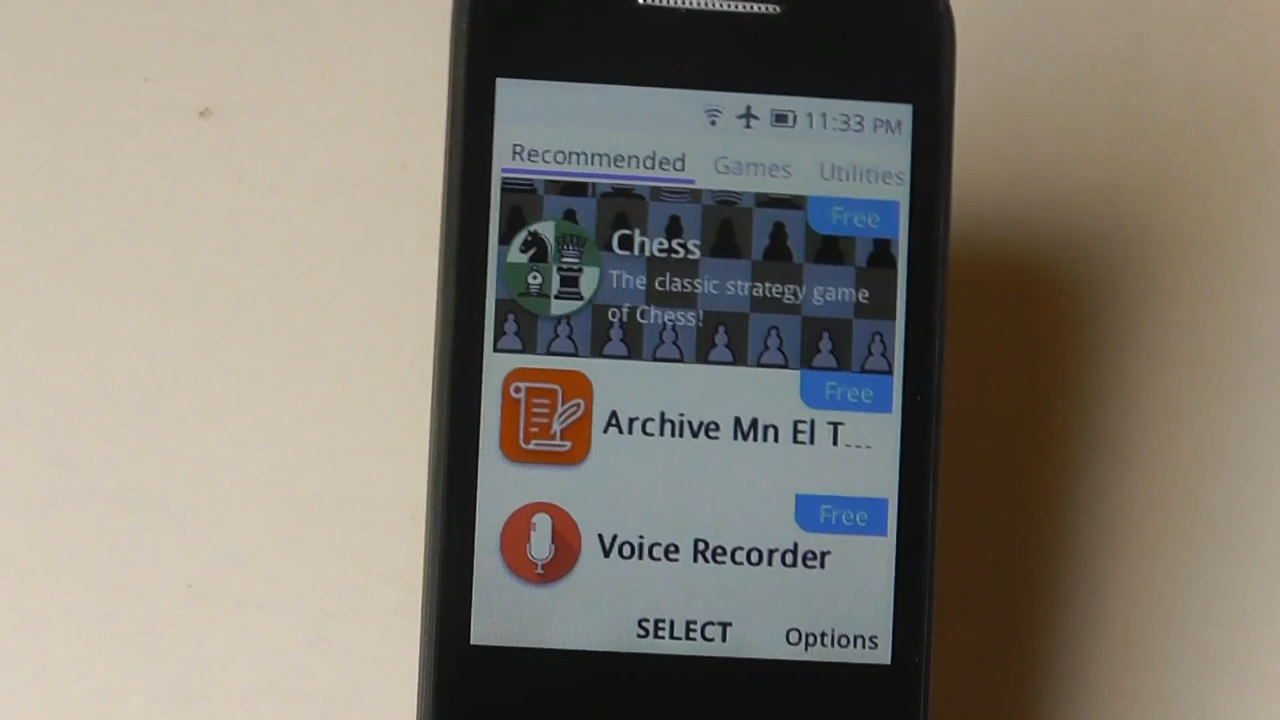 11:33 PM
Recommended Games Utilities
Free
Chess
The classic strategy game
of Chess!
Free
Archive Mn El T...
Free
Voice Recorder
SELECT Options